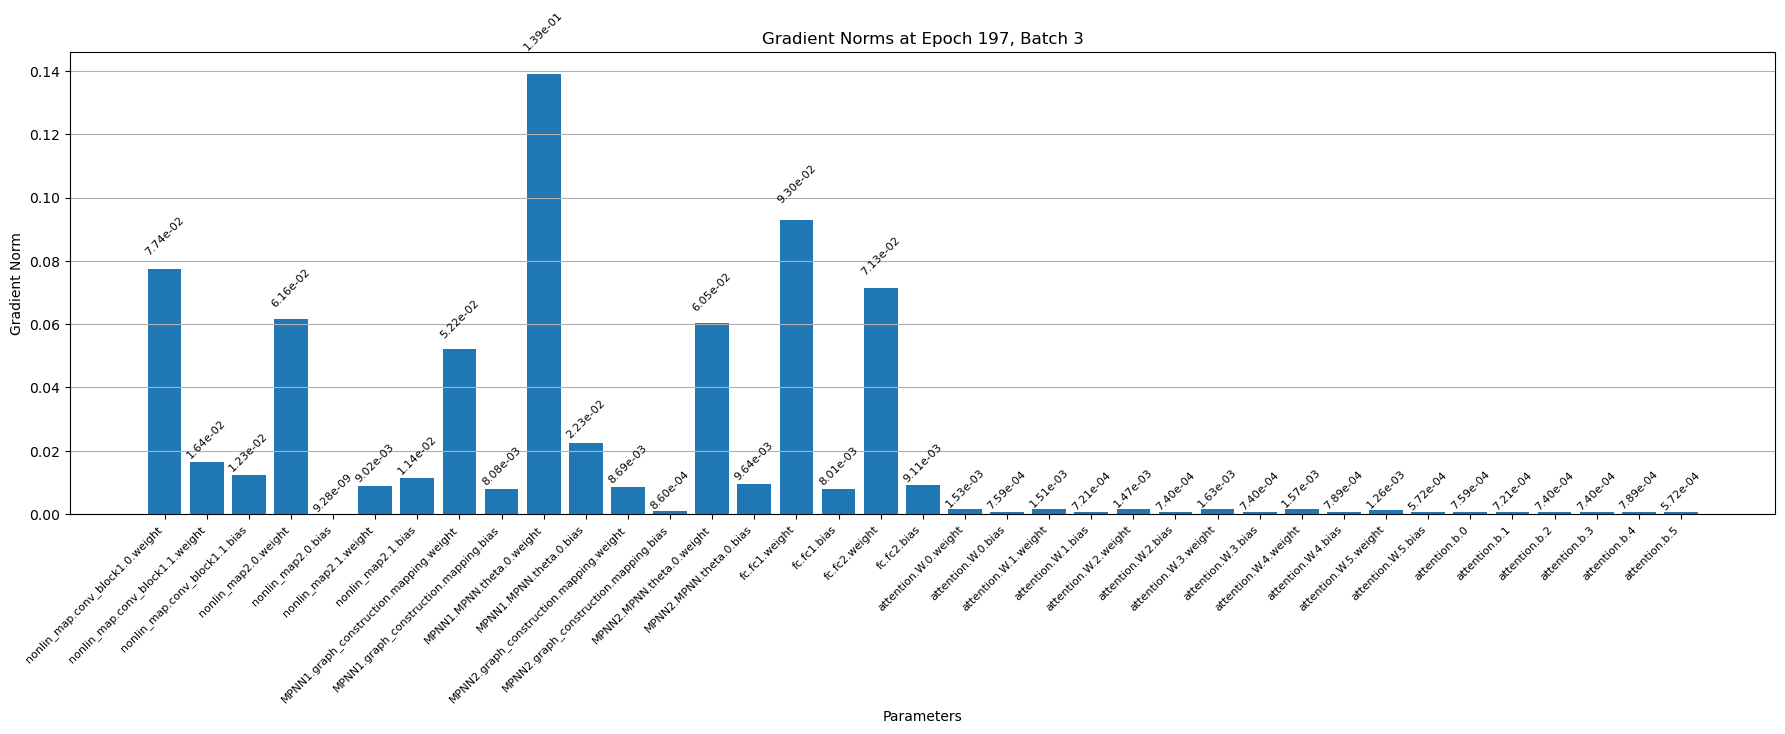 Gradient Norms at Epoch 197, Batch 3
Gradient Norm
0.14
0.12
0.10
0.08
0.06
0.04
0.02
0.00
7.74e-02
1.64e-02
1.23e-02
6.16e-02
9.28e-09
9.02e-03
1.14e-02
5.22e-02
8.08e-03
1.39e-01
2.23e-02
8.69e-03
8.60e-04
6.05e-02
9.64e-03
9.30e-02
8.01e-03
7.13e-02
9.11e-03
1.53e-03
7.59e-04
1.51e-03
7.21e-04
1.47e-03
7.40e-04
1.63e-03
7.40e-04
1.57e-03
7.89e-04
1.26e-03
5.72e-04
7.59e-04
7.21e-04
7.40e-04
7.40e-04
7.89e-04
5.72e-04
nonlin_map.conv_block1.0.weight
nonlin_map.conv_block1.1.weight
nonlin_map.conv_block1.1.bias
nonlin_map2.0.weight
nonlin_map2.0.bias
nonlin_map2.1.weight
nonlin_map2.1.bias
MPNN1.graph_construction.mapping.weight
MPNN1.graph_construction.mapping.bias
MPNN1.MPNN.theta.0.weight
MPNN1.MPNN.theta.0.bias
MPNN2.graph_construction.mapping.weight
MPNN2.graph_construction.mapping.bias
MPNN2.MPNN.theta.0.weight
MPNN2.MPNN.theta.0.bias
fc.fc1.weight
fc.fc1.bias
fc.fc2.weight
fc.fc2.bias
attention.W.0.weight
attention.W.0.bias
attention.W.1.weight
attention.W.1.bias
attention.W.2.weight
attention.W.2.bias
attention.W.3.weight
attention.W.3.bias
attention.W.4.weight
attention.W.4.bias
attention.W.5.weight
attention.W.5.bias
attention.b.0
attention.b.1
attention.b.2
attention.b.3
attention.b.4
attention.b.5
Parameters